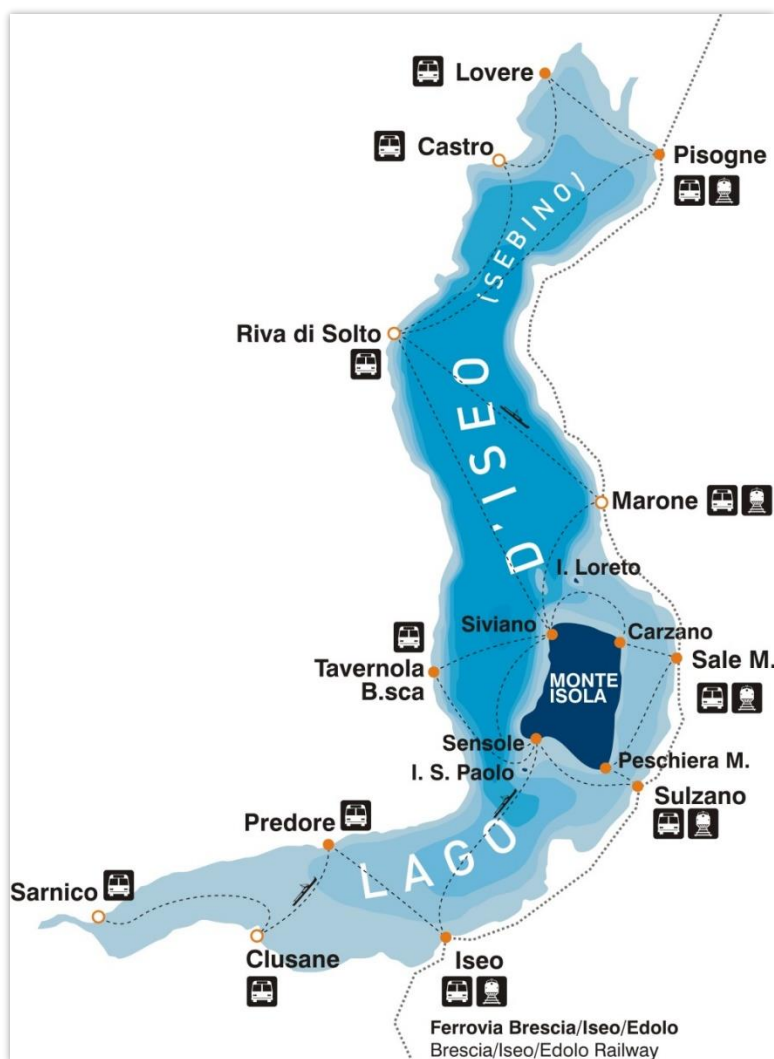 Lovere
Castro
Pisogne
(SEBINO)
Riva di Solto
D'ISEO
Marone
I. Loreto
Siviano
Carzano
Tavernola
B.sca
Sale M.
MONTE
ISOLA
Sensole
I. S. Paolo
Peschiera M.
Sulzano
Predore
LAGO
Sarnico
Clusane
Iseo
Ferrovia Brescia/Iseo/Edolo
Brescia/Iseo/Edolo Railway